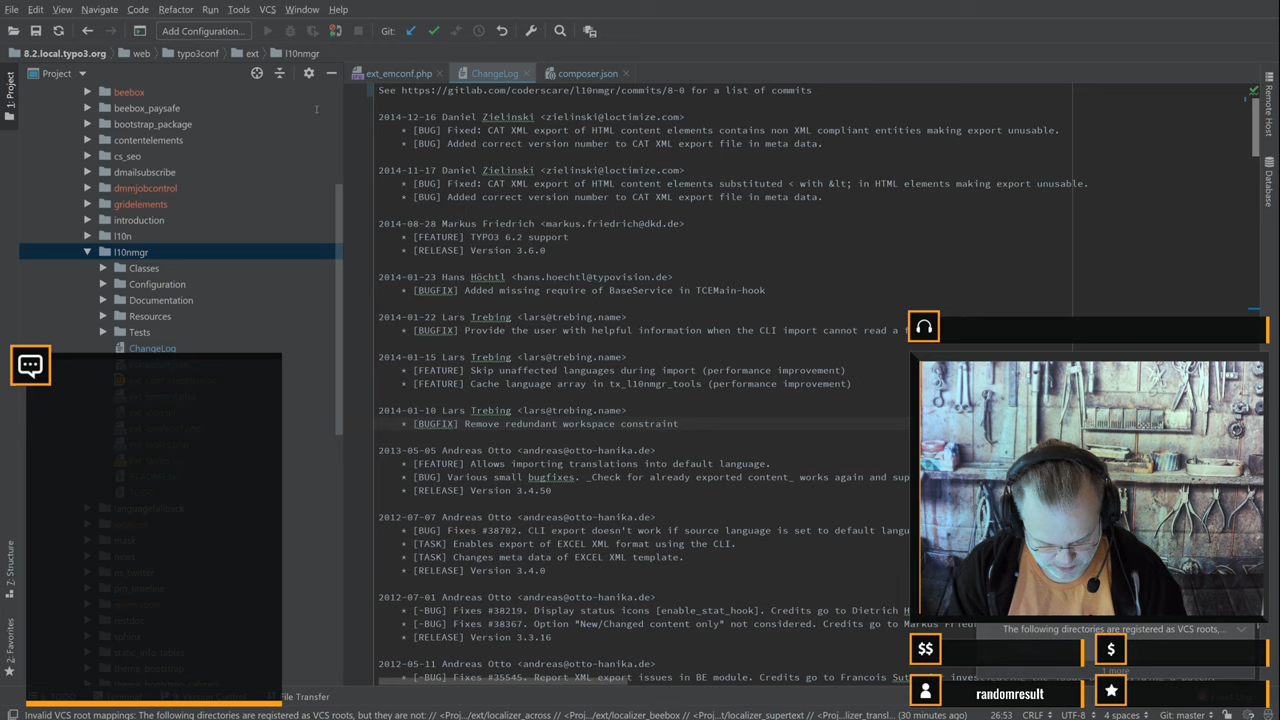 File Edit View Navigate Code Refactor Run Tools VCS Window Help
Add Configuration... Git:
8.2.local.typo3.org web typo3conf ext l10nmgr
Project ext_emconf.php ChangeLog composer.json
1: Project
Z: Structure
2: Favorites
Remote Host
Database
beebox
beebox_paysafe
bootstrap_package
contentelements
cs_seo
dmailsubscribe
dmmjobcontrol
gridelements
introduction
l10n
l10nmgr
Classes
Configuration
Documentation
Resources
Tests
ChangeLog
languagefallback
mask
news
nn_twitter
restdoc
sphinx
static_info_tables
theme_bootstrap
See https://gitlab.com/coderscare/l10nmgr/commits/8-0 for a list of commits
2014-12-16 Daniel Zielinski <zielinski@loctimize.com>
* [BUG] Fixed: CAT XML export of HTML content elements contains non XML compliant entities making export unusable.
* [BUG] Added correct version number to CAT XML export file in meta data.
2014-11-17 Daniel Zielinski <zielinski@loctimize.com>
* [BUG] Fixed: CAT XML export of HTML content elements substituted < with &lt; in HTML elements making export unusable.
* [BUG] Added correct version number to CAT XML export file in meta data.
2014-08-28 Markus Friedrich <markus.friedrich@dkd.de>
* [FEATURE] TYPO3 6.2 support
* [RELEASE] Version 3.6.0
2014-01-23 Hans Höchtl <hans.hoechtl@typovision.de>
* [BUGFIX] Added missing require of BaseService in TCEMain-hook
2014-01-22 Lars Trebing <lars@trebing.name>
* [BUGFIX] Provide the user with helpful information when the CLI import cannot read a f
2014-01-15 Lars Trebing <lars@trebing.name>
* [FEATURE] Skip unaffected languages during import (performance improvement)
* [FEATURE] Cache language array in tx_l10nmgr_tools (performance improvement)
2014-01-10 Lars Trebing <lars@trebing.name>
* [BUGFIX] Remove redundant workspace constraint
2013-05-05 Andreas Otto <andreas@otto-hanika.de>
* [FEATURE] Allows importing translations into default language.
* [BUG] Various small bugfixes. _Check for already exported content_ works again and sup
* [RELEASE] Version 3.4.50
2012-07-07 Andreas Otto <andreas@otto-hanika.de>
* [BUG] Fixes #38702. CLI export doesn't work if source language is set to default langu
* [TASK] Enables export of EXCEL XML format using the CLI.
* [TASK] Changes meta data of EXCEL XML template.
* [RELEASE] Version 3.4.0
2012-07-01 Andreas Otto <andreas@otto-hanika.de>
* [-BUG] Fixes #38219. Display status icons [enable_stat_hook]. Credits go to Dietrich H
* [-BUG] Fixes #38367. Option "New/Changed content only" not considered. Credits go to Markus Fried
* [RELEASE] Version 3.3.16
2012-05-11 Andreas Otto <andreas@otto-hanika.de>
* [-BUG] Fixes #35545. Report XML export issues in BE module. Credits go to Francois Sut
The following directories are registered as VCS roots,...
1 more
$$ $
randomresult
File Transfer
Invalid VCS root mappings: The following directories are registered as VCS roots, but they are not: // <Proj.../ext/localizer_across // <Proj.../ext/localizer_beebox // <Proj...t/localizer_supertext // <Proj...lizer_transl... (30 minutes ago) 26:53 CRLF UTF-8 4 spaces Git: master